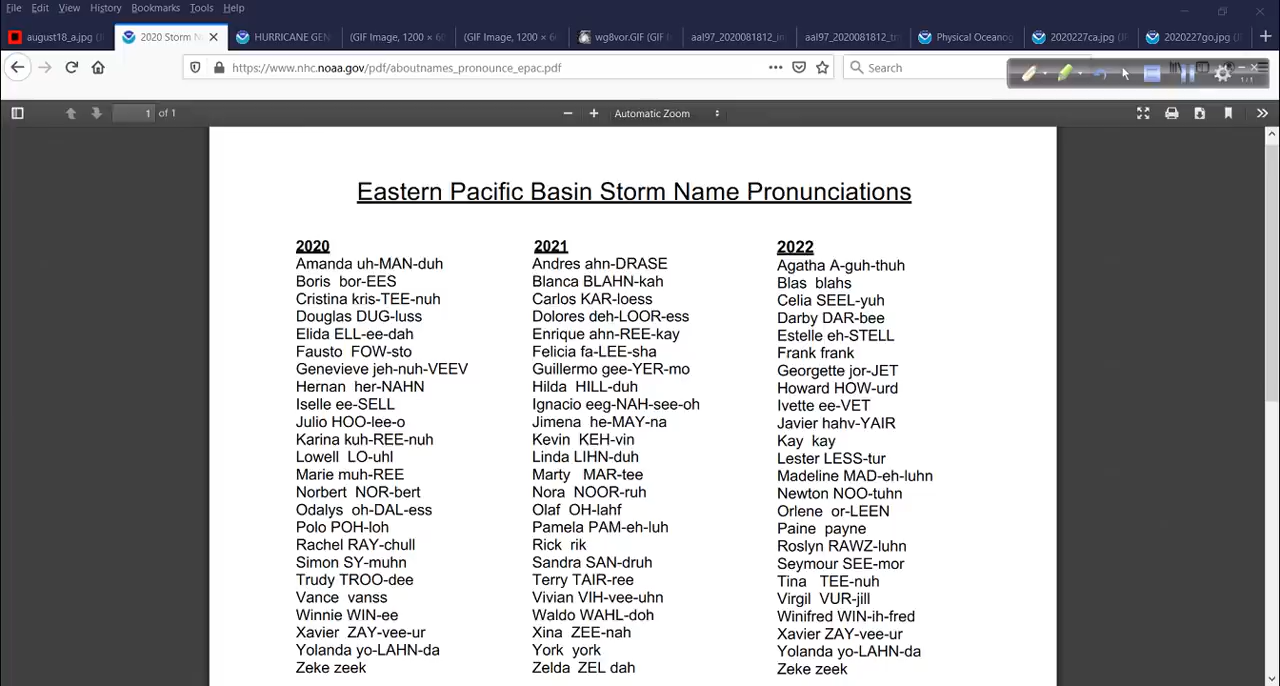 File Edit View History Bookmarks Tools Help
august18_a.jpg (JP 2020 Storm N HURRICANE GEN (GIF Image, 1200 × 60 (GIF Image, 1200 × 60 wg8vor.GIF (GIF I aal97_2020081812_in aal97_2020081812_tr Physical Oceanog 2020227ca.jpg (JP 2020227go.jpg (JP
https://www.nhc.noaa.gov/pdf/aboutnames_pronounce_epac.pdf Search
1/1
1 of 1 Automatic Zoom
Eastern Pacific Basin Storm Name Pronunciations
2020 2021 2022
Amanda uh-MAN-duh Andres ahn-DRASE Agatha A-guh-thuh
Boris bor-EES Blanca BLAHN-kah Blas blahs
Cristina kris-TEE-nuh Carlos KAR-loess Celia SEEL-yuh
Douglas DUG-luss Dolores deh-LOOR-ess Darby DAR-bee
Elida ELL-ee-dah Enrique ahn-REE-kay Estelle eh-STELL
Fausto FOW-sto Felicia fa-LEE-sha Frank frank
Genevieve jeh-nuh-VEEV Guillermo gee-YER-mo Georgette jor-JET
Hernan her-NAHN Hilda HILL-duh Howard HOW-urd
Iselle ee-SELL Ignacio eeg-NAH-see-oh Ivette ee-VET
Julio HOO-lee-o Jimena he-MAY-na Javier hahv-YAIR
Karina kuh-REE-nuh Kevin KEH-vin Kay kay
Lowell LO-uhl Linda LIHN-duh Lester LESS-tur
Marie muh-REE Marty MAR-tee Madeline MAD-eh-luhn
Norbert NOR-bert Nora NOOR-ruh Newton NOO-tuhn
Odalys oh-DAL-ess Olaf OH-lahf Orlene or-LEEN
Polo POH-loh Pamela PAM-eh-luh Paine payne
Rachel RAY-chull Rick rik Roslyn RAWZ-luhn
Simon SY-muhn Sandra SAN-druh Seymour SEE-mor
Trudy TROO-dee Terry TAIR-ree Tina TEE-nuh
Vance vanss Vivian VIH-vee-uhn Virgil VUR-jill
Winnie WIN-ee Waldo WAHL-doh Winifred WIN-ih-fred
Xavier ZAY-vee-ur Xina ZEE-nah Xavier ZAY-vee-ur
Yolanda yo-LAHN-da York york Yolanda yo-LAHN-da
Zeke zeek Zelda ZEL dah Zeke zeek